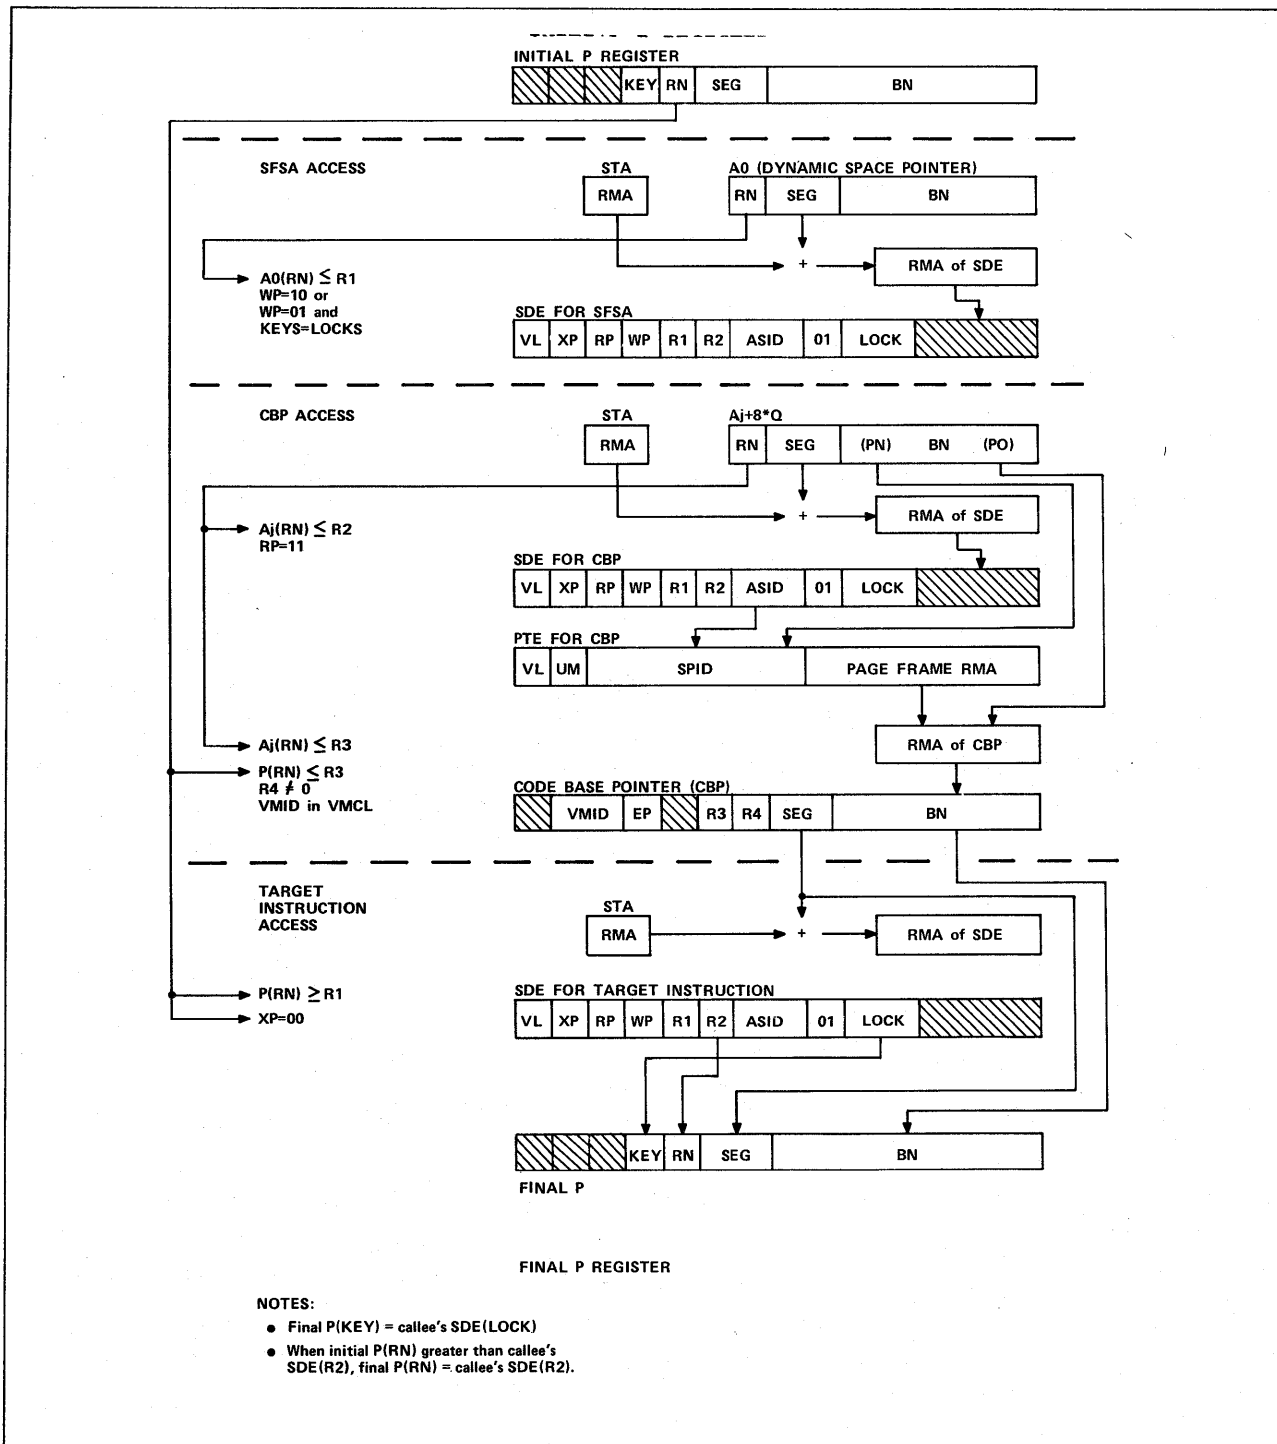 INITIAL P REGISTER
KEY RN SEG BN
SFSA ACCESS
STA
A0 (DYNAMIC SPACE POINTER)
RMA
RN SEG BN
+
RMA of SDE
A0(RN) ≤ R1
WP=10 or
WP=01 and
KEYS=LOCKS
SDE FOR SFSA
VL XP RP WP R1 R2 ASID 01 LOCK
CBP ACCESS
STA
Aj+8*Q
RMA
RN SEG (PN) BN (PO)
+
RMA of SDE
Aj(RN) ≤ R2
RP=11
SDE FOR CBP
VL XP RP WP R1 R2 ASID 01 LOCK
PTE FOR CBP
VL UM SPID PAGE FRAME RMA
RMA of CBP
Aj(RN) ≤ R3
P(RN) ≤ R3
R4 ≠ 0
VMID in VMCL
CODE BASE POINTER (CBP)
VMID EP R3 R4 SEG BN
TARGET
INSTRUCTION
ACCESS
STA
RMA
+
RMA of SDE
P(RN) ≥ R1
XP=00
SDE FOR TARGET INSTRUCTION
VL XP RP WP R1 R2 ASID 01 LOCK
KEY RN SEG BN
FINAL P
FINAL P REGISTER
NOTES:
● Final P(KEY) = callee's SDE(LOCK)
● When initial P(RN) greater than callee's
SDE(R2), final P(RN) = callee's SDE(R2).